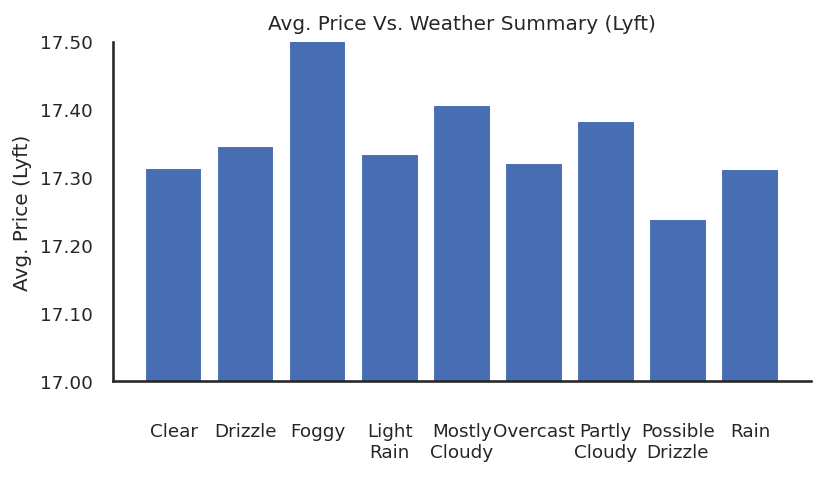 Avg. Price Vs. Weather Summary (Lyft)
Avg. Price (Lyft)
17.50
17.40
17.30
17.20
17.10
17.00
Clear Drizzle Foggy Light Mostly Overcast Partly Possible Rain
Rain Cloudy Cloudy Drizzle